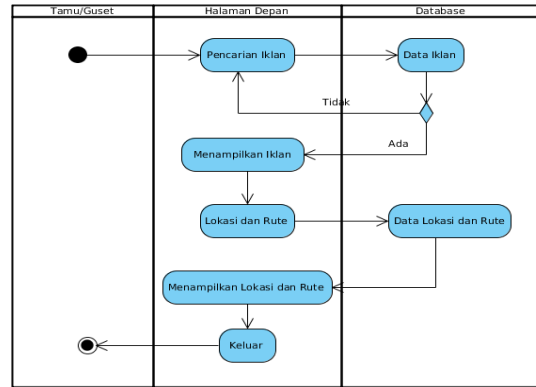 Tamu/Guset
Halaman Depan
Database
Pencarian Iklan
Data Iklan
Tidak
Ada
Menampilkan Iklan
Lokasi dan Rute
Data Lokasi dan Rute
Menampilkan Lokasi dan Rute
Keluar